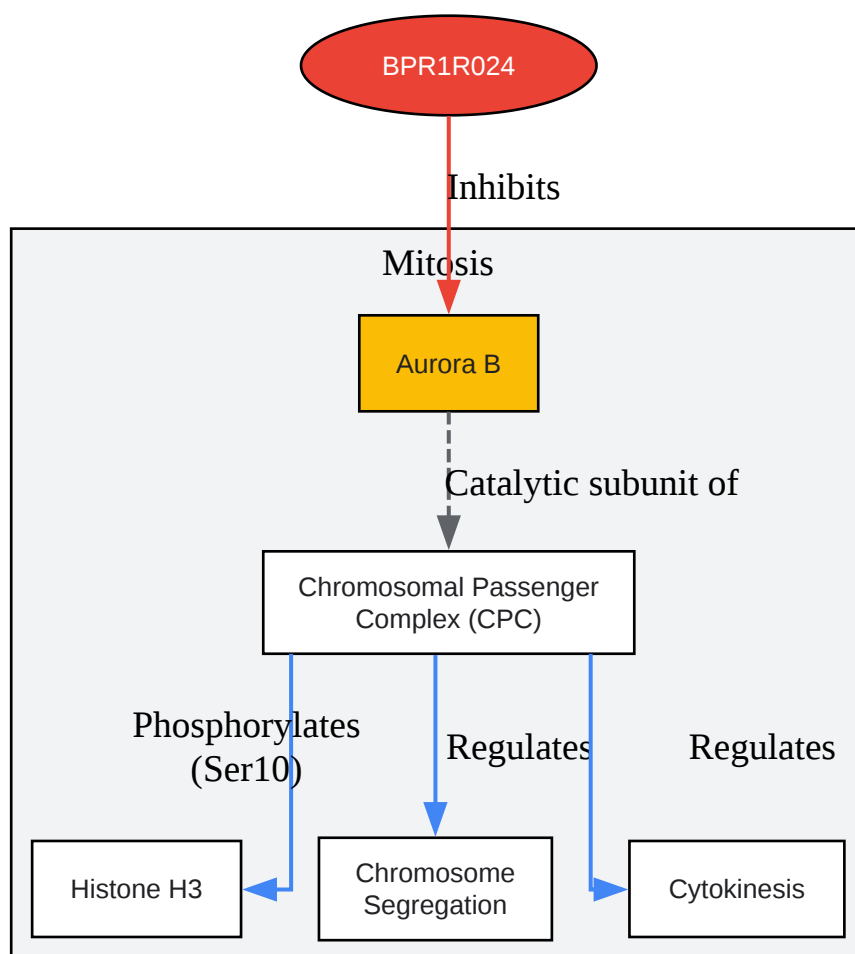 BPR1R024
Inhibits
Mitosis
Aurora B
Catalytic subunit of
Chromosomal Passenger
Complex (CPC)
Phosphorylates
(Ser10)
Regulates
Regulates
Histone H3
Chromosome
Segregation
Cytokinesis